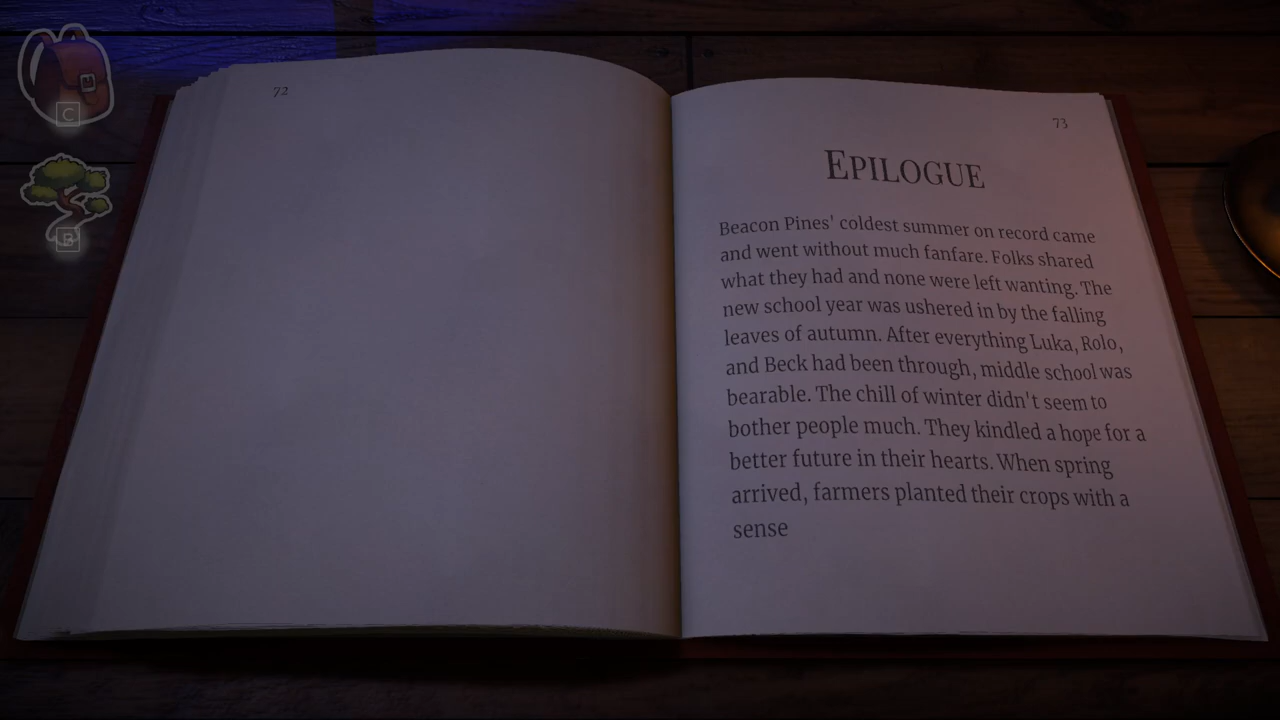 72
73
EPILOGUE
Beacon Pines' coldest summer on record came
and went without much fanfare. Folks shared
what they had and none were left wanting. The
new school year was ushered in by the falling
leaves of autumn. After everything Luka, Rolo,
and Beck had been through, middle school was
bearable. The chill of winter didn't seem to
bother people much. They kindled a hope for a
better future in their hearts. When spring
arrived, farmers planted their crops with a
sense
C
B